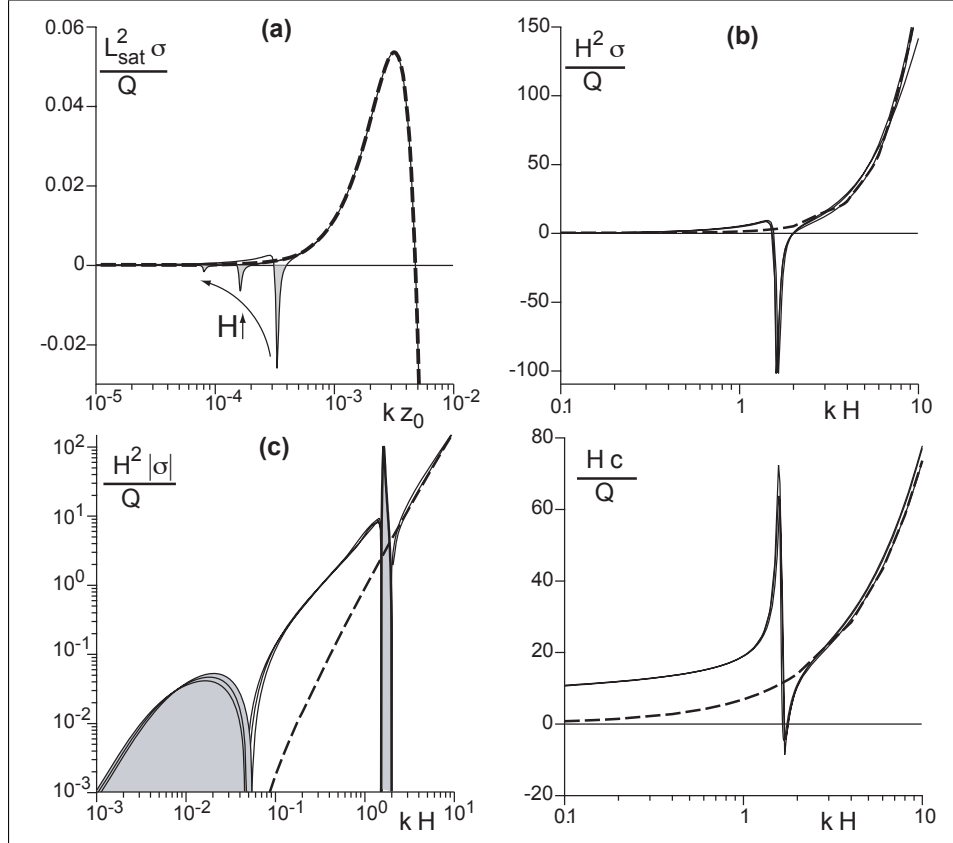 (a)
L²sat σ
Q
0.06
0.04
0.02
0
-0.02
H↑
10⁻⁵
10⁻⁴
10⁻³
10⁻²
k z₀
(b)
H² σ
Q
150
100
50
0
-50
-100
0.1
1
10
k H
(c)
H² |σ|
Q
10²
10¹
10⁰
10⁻¹
10⁻²
10⁻³
10⁻³
10⁻²
10⁻¹
10⁰
10¹
k H
H c
Q
80
60
40
20
0
-20
0.1
1
10
k H